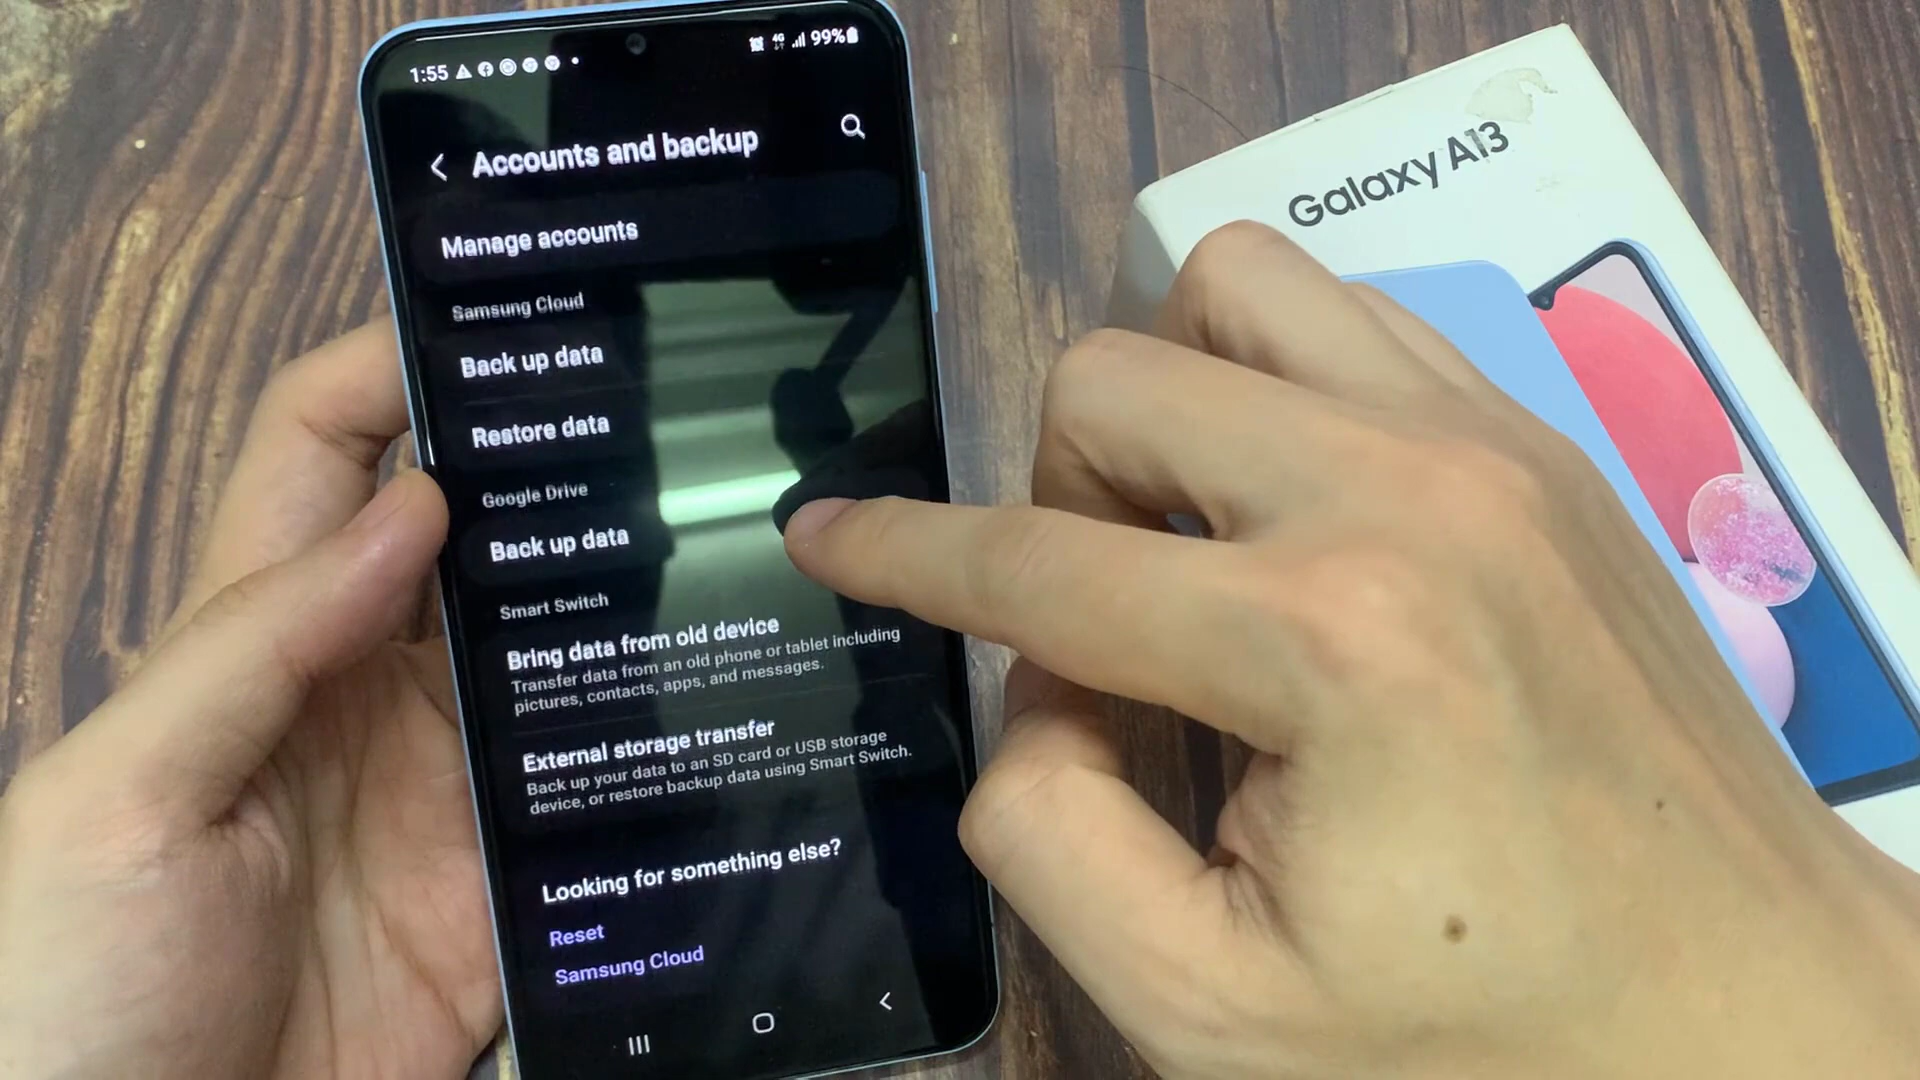 1:55
4G
99%
Accounts and backup
Manage accounts
Samsung Cloud
Back up data
Restore data
Google Drive
Back up data
Smart Switch
Bring data from old device
Transfer data from an old phone or tablet including
pictures, contacts, apps, and messages.
External storage transfer
Back up your data to an SD card or USB storage
device, or restore backup data using Smart Switch.
Looking for something else?
Reset
Samsung Cloud
Galaxy A13